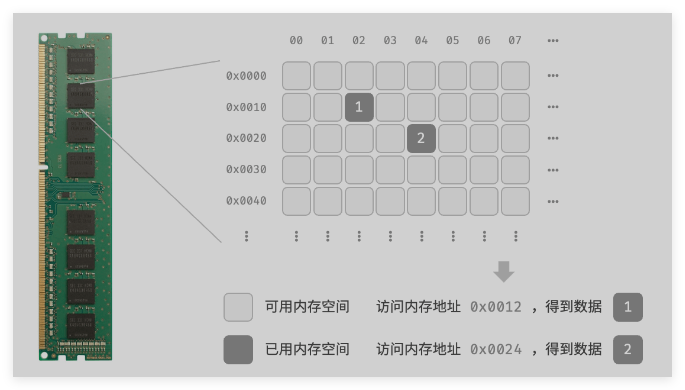 00 01 02 03 04 05 06 07 ...
0x0000 ...
0x0010 1 ...
0x0020 2 ...
0x0030 ...
0x0040 ...
可用内存空间 访问内存地址 0x0012 ，得到数据 1
已用内存空间 访问内存地址 0x0024 ，得到数据 2